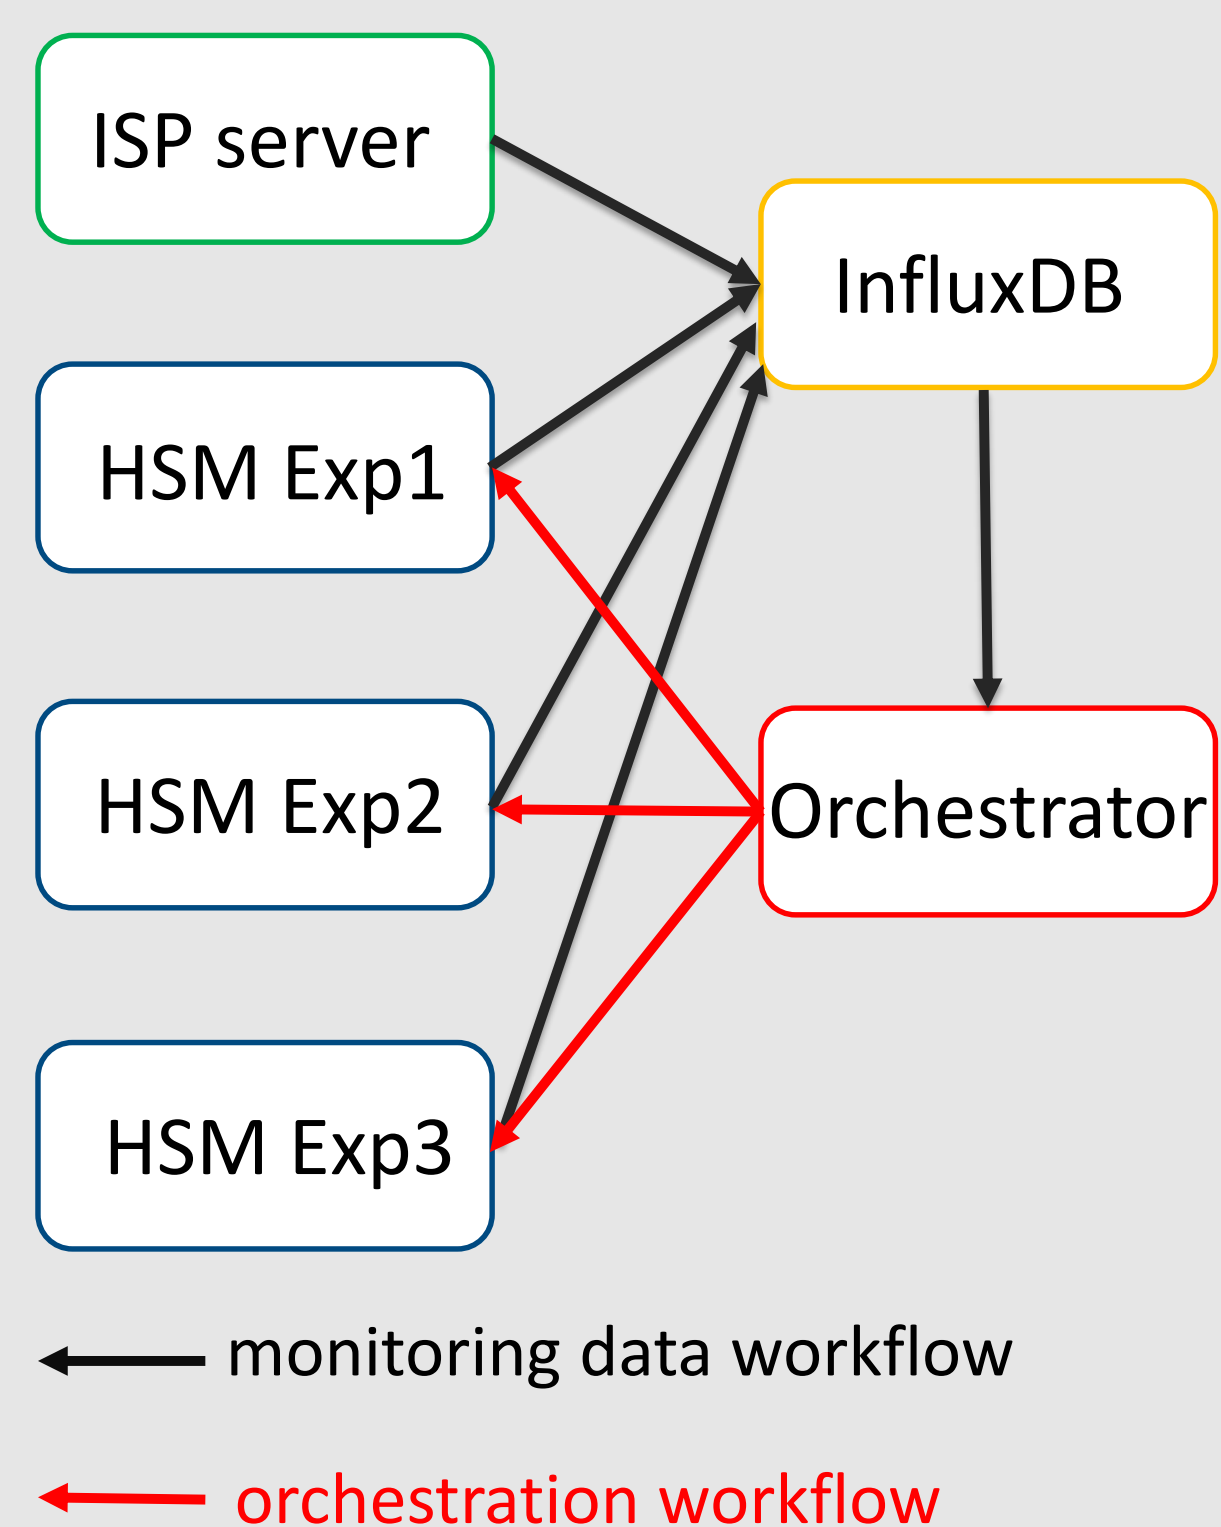 ISP server
InfluxDB
HSM Exp1
HSM Exp2
Orchestrator
HSM Exp3
monitoring data workflow
orchestration workflow